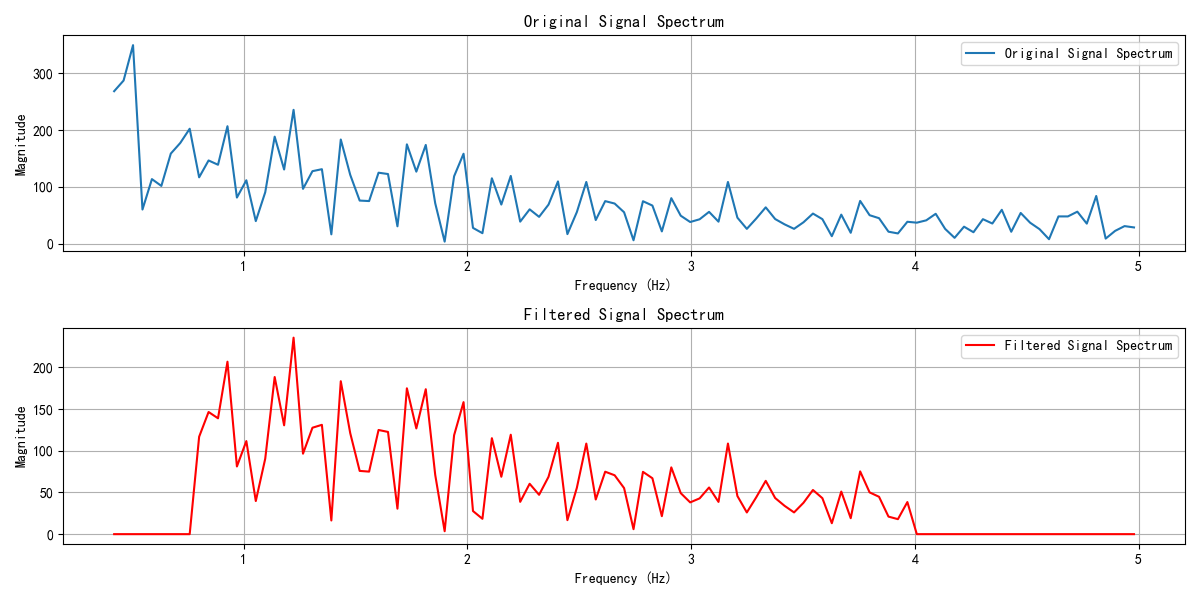 Original Signal Spectrum
Original Signal Spectrum
Magnitude
300
200
100
0
1
2
3
4
5
Frequency (Hz)
Filtered Signal Spectrum
Filtered Signal Spectrum
Magnitude
200
150
100
50
0
1
2
3
4
5
Frequency (Hz)